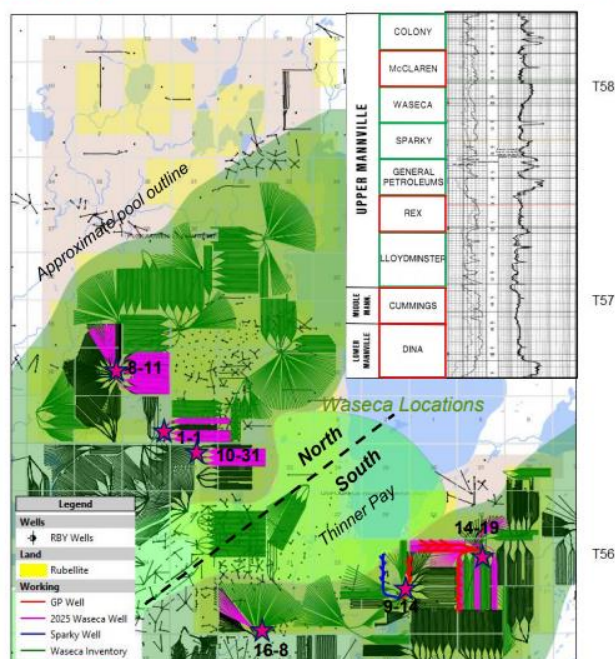 COLONY
McCLAREN
WASECA
SPARKY
GENERAL
PETROLEUMS
REX
LLOYDMINSTER
CUMMINGS
DINA
UPPER MANNVILLE
MIDDLE
MANN.
LOWER
MANNVILLE
T58
T57
T56
Approximate pool outline
8-11
1-1
10-31
Waseca Locations
North
South
Thinner Pay
14-19
9-14
16-8
Legend
Wells
RBY Wells
Land
Rubellite
Working
GP Well
2025 Waseca Well
Sparky Well
Waseca Inventory